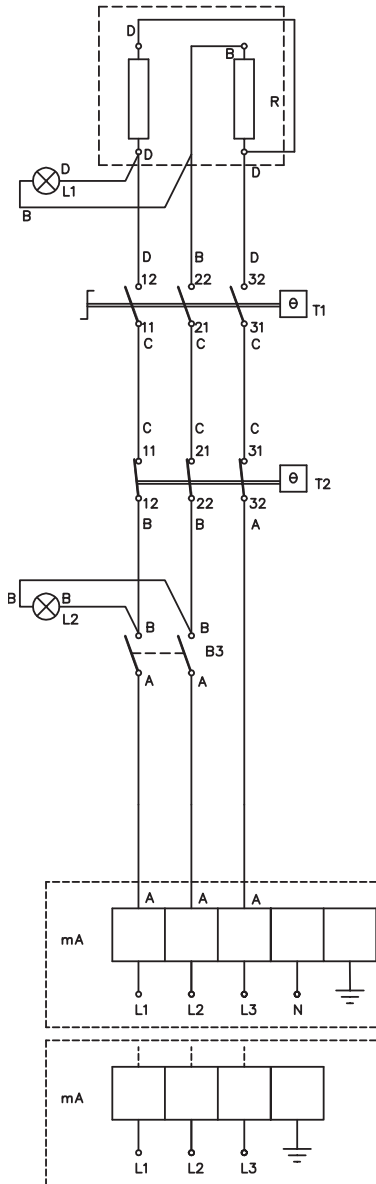 D
B
R
D
D
D
L1
B
D B D
12 22 32
θ
T1
11 21 31
C C C
C C C
11 21 31
θ
T2
12 22 32
B B A
B B
L2
B B
B3
A A
A A A
mA
L1 L2 L3 N
mA
L1 L2 L3